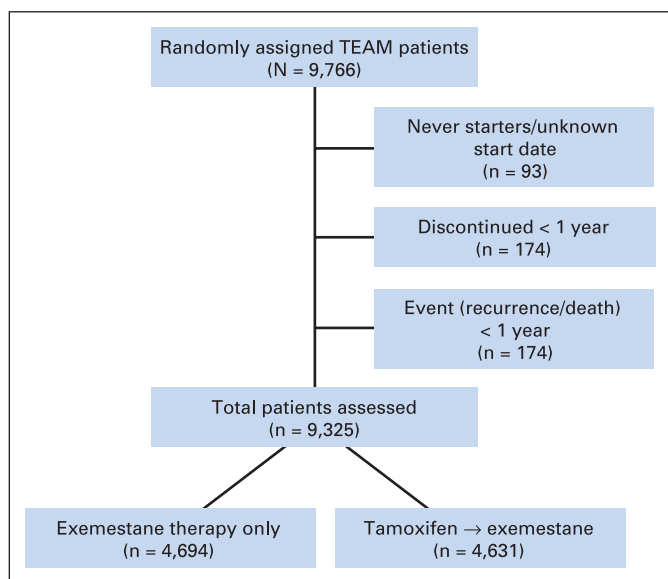 Randomly assigned TEAM patients
(N = 9,766)
Never starters/unknown
start date
(n = 93)
Discontinued < 1 year
(n = 174)
Event (recurrence/death)
< 1 year
(n = 174)
Total patients assessed
(n = 9,325)
Exemestane therapy only
(n = 4,694)
Tamoxifen → exemestane
(n = 4,631)